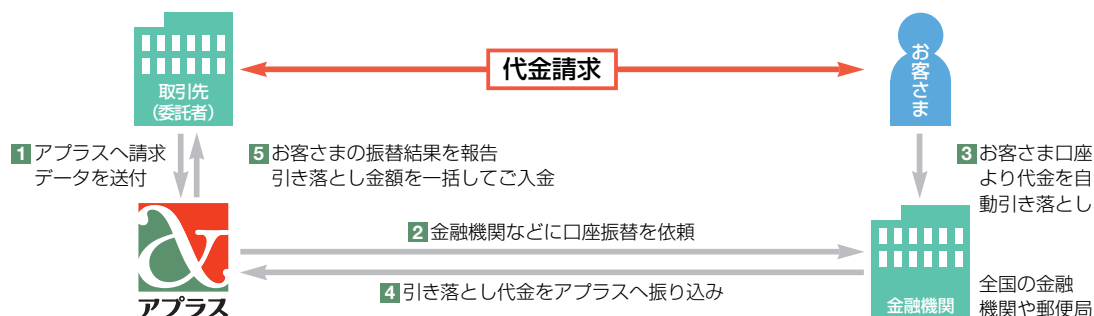 代金請求
取引先
(委託者)
お客さま
1 アプラスへ請求
データを送付
5 お客さまの振替結果を報告
引き落とし金額を一括してご入金
3 お客さま口座
より代金を自
動引き落とし
2 金融機関などに口座振替を依頼
4 引き落とし代金をアプラスへ振り込み
アプラス
金融機関
全国の金融
機関や郵便局